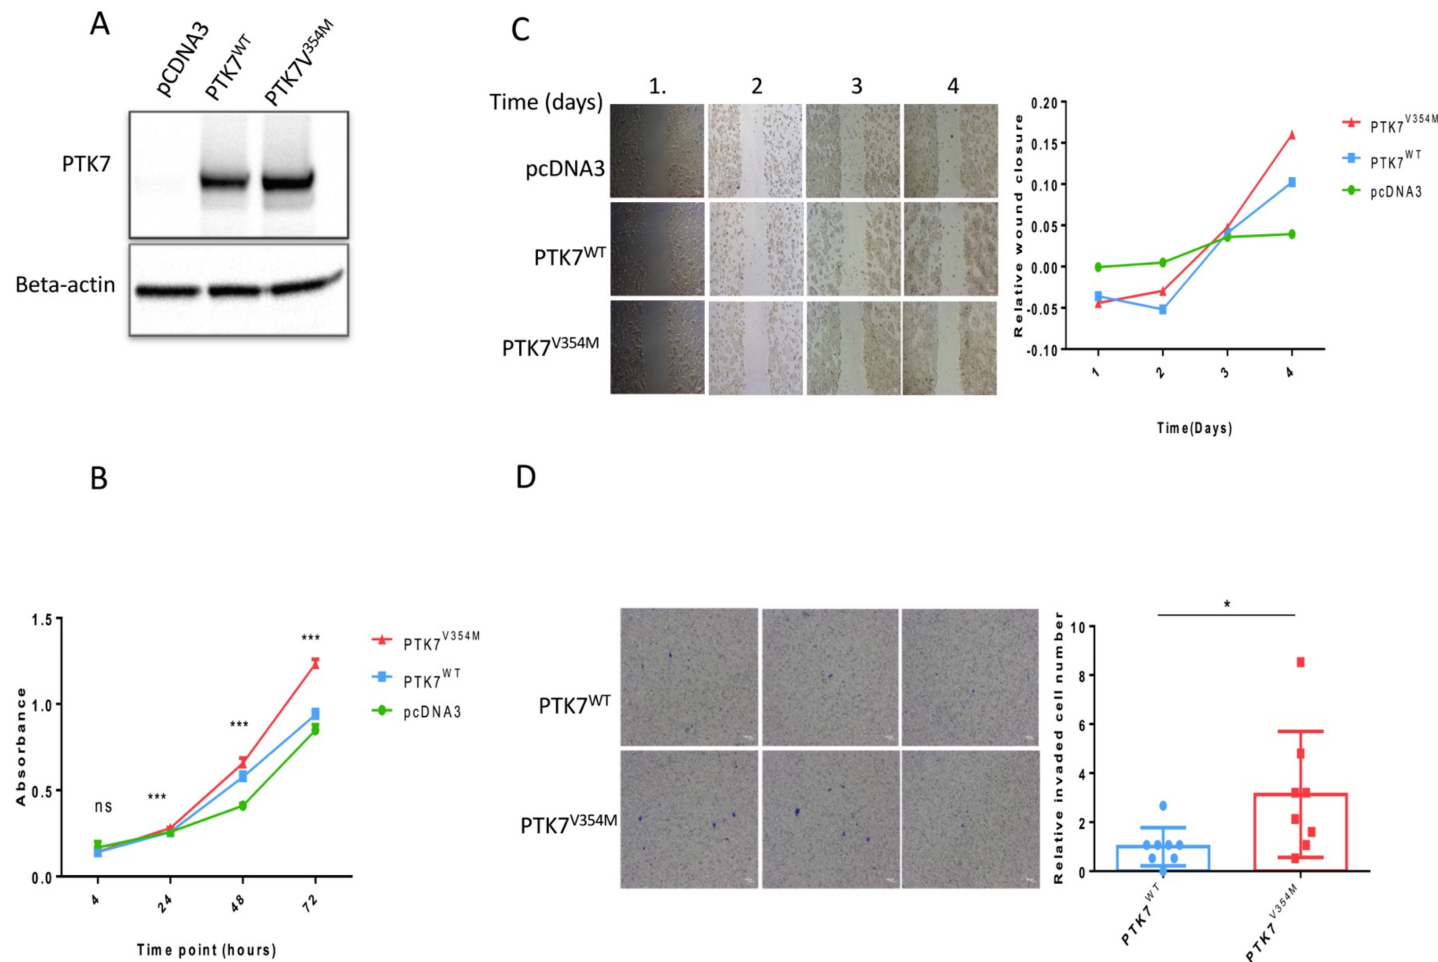 A
pCDNA3
PTK7WT
PTK7V354M
PTK7
Beta-actin
C
Time (days)
1.
2
3
4
pcDNA3
PTK7WT
PTK7V354M
Relative wound closure
0.20
0.15
0.10
0.05
0.00
-0.05
-0.10
1
2
3
4
Time(Days)
PTK7V354M
PTK7WT
pcDNA3
B
Absorbance
1.5
1.0
0.5
0.0
ns
***
***
***
4
24
48
72
Time point (hours)
PTK7V354M
PTK7WT
pcDNA3
D
PTK7WT
PTK7V354M
Relative invaded cell number
10
8
6
4
2
0
*
PTK7WT
PTK7V354M